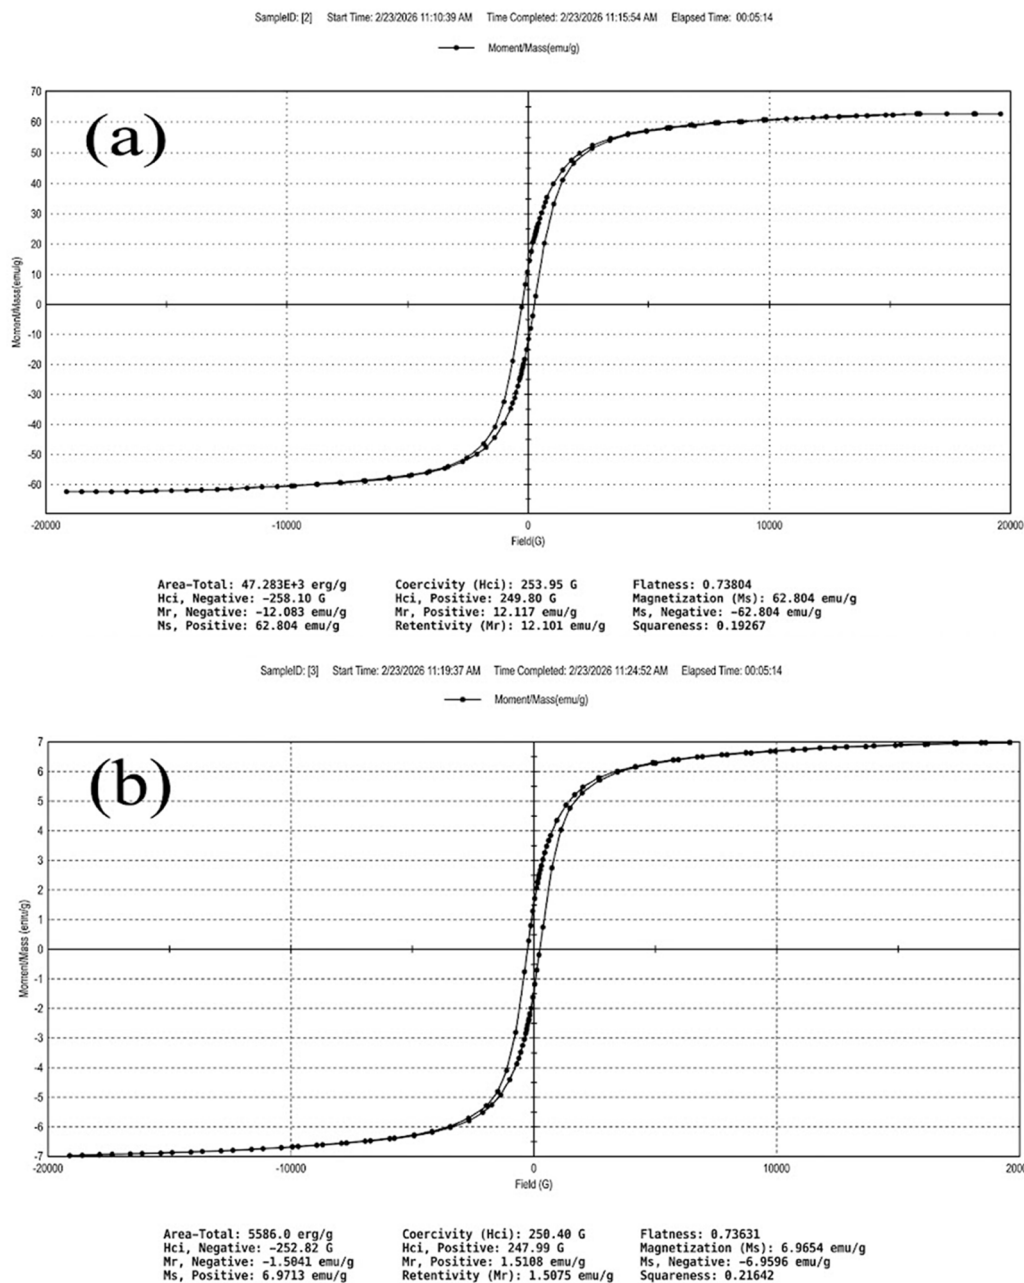 SampleID: [2] Start Time: 2/23/2026 11:10:39 AM Time Completed: 2/23/2026 11:15:54 AM Elapsed Time: 00:05:14
Moment/Mass(emu/g)
(a)
70
60
50
40
30
20
10
0
-10
-20
-30
-40
-50
-60
Moment/Mass(emu/g)
-20000 -10000 0 10000 20000
Field(G)
Area-Total: 47.283E+3 erg/g Coercivity (Hci): 253.95 G Flatness: 0.73804
Hci, Negative: -258.10 G Hci, Positive: 249.80 G Magnetization (Ms): 62.804 emu/g
Mr, Negative: -12.083 emu/g Mr, Positive: 12.117 emu/g Ms, Negative: -62.804 emu/g
Ms, Positive: 62.804 emu/g Retentivity (Mr): 12.101 emu/g Squareness: 0.19267
SampleID: [3] Start Time: 2/23/2026 11:19:37 AM Time Completed: 2/23/2026 11:24:52 AM Elapsed Time: 00:05:14
Moment/Mass(emu/g)
(b)
7
6
5
4
3
2
1
0
-1
-2
-3
-4
-5
-6
-7
Moment/Mass (emu/g)
-20000 -10000 0 10000 2000
Field (G)
Area-Total: 5586.0 erg/g Coercivity (Hci): 250.40 G Flatness: 0.73631
Hci, Negative: -252.82 G Hci, Positive: 247.99 G Magnetization (Ms): 6.9654 emu/g
Mr, Negative: -1.5041 emu/g Mr, Positive: 1.5108 emu/g Ms, Negative: -6.9596 emu/g
Ms, Positive: 6.9713 emu/g Retentivity (Mr): 1.5075 emu/g Squareness: 0.21642